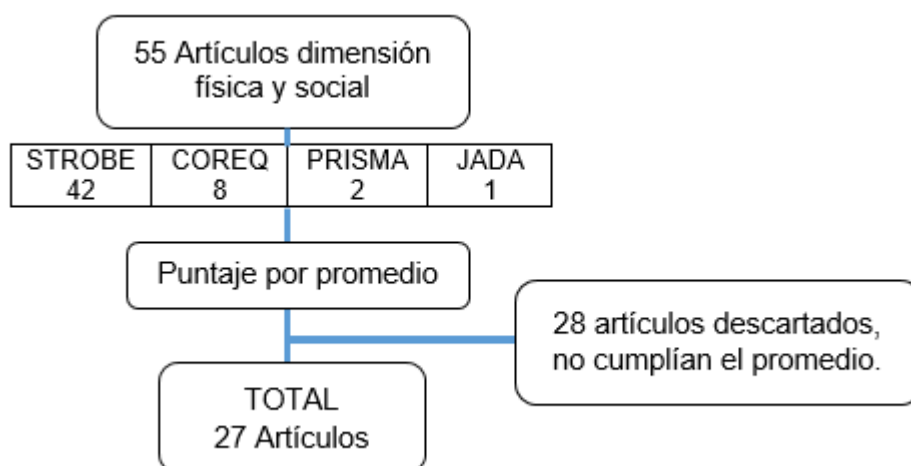 55 Artículos dimensión
física y social
STROBE COREQ PRISMA JADA
42 8 2 1
Puntaje por promedio
28 artículos descartados,
no cumplían el promedio.
TOTAL
27 Artículos